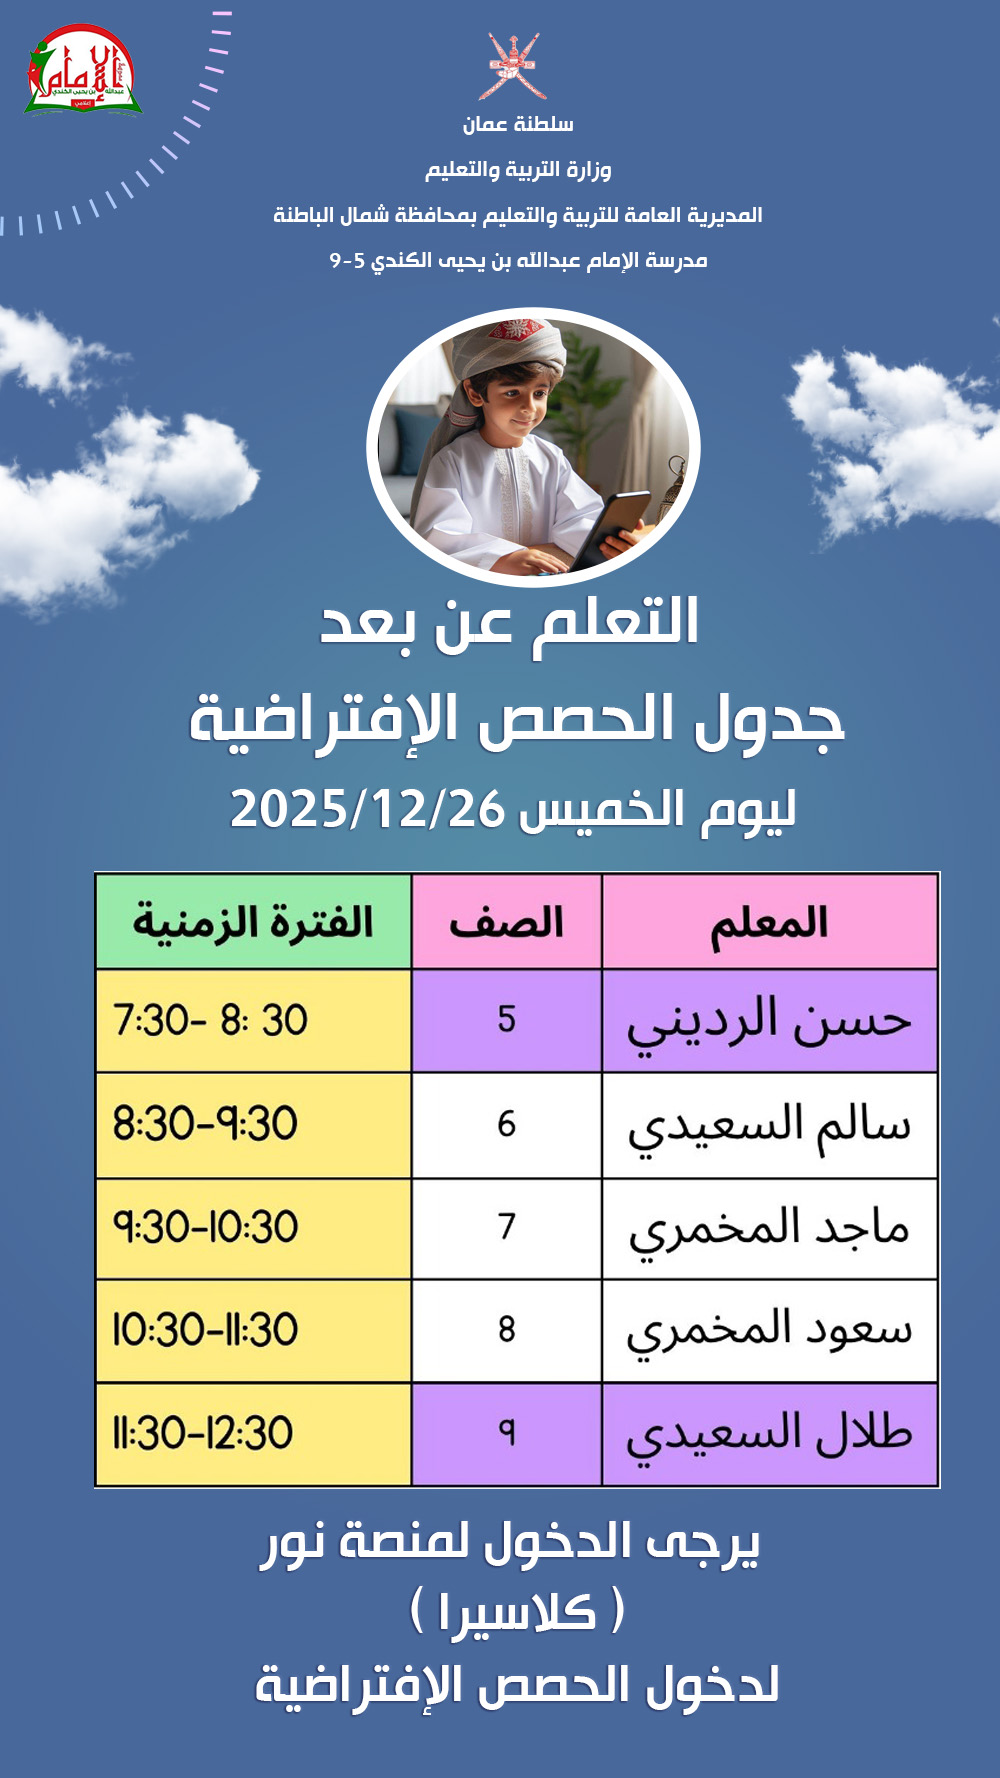 الإمام
عبدالله بن يحيى الكندي
سلطنة عمان
وزارة التربية والتعليم
المديرية العامة للتربية والتعليم بمحافظة شمال الباطنة
مدرسة الإمام عبدالله بن يحيى الكندي 5-9
التعلم عن بعد
جدول الحصص الإفتراضية
ليوم الخميس 2025/12/26
المعلم الصف الفترة الزمنية
حسن الرديني 5 7:30- 8: 30
سالم السعيدي 6 8:30-9:30
ماجد المخمري 7 9:30-10:30
سعود المخمري 8 10:30-11:30
طلال السعيدي 9 11:30-12:30
يرجى الدخول لمنصة نور
( كلاسيرا )
لدخول الحصص الإفتراضية